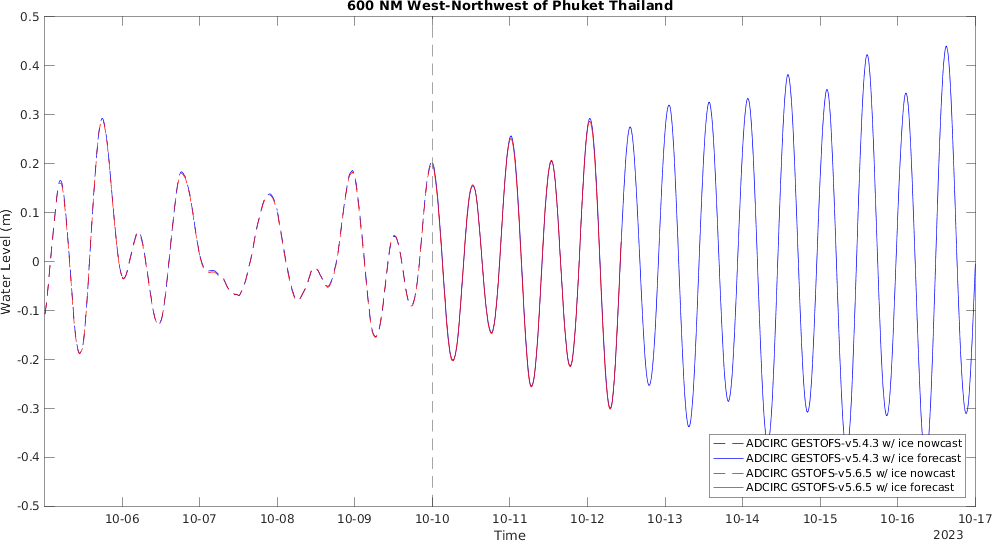 600 NM West-Northwest of Phuket Thailand
0.5
0.4
0.3
0.2
0.1
0
-0.1
-0.2
-0.3
-0.4
-0.5
Water Level (m)
ADCIRC GESTOFS-v5.4.3 w/ ice nowcast
ADCIRC GESTOFS-v5.4.3 w/ ice forecast
ADCIRC GSTOFS-v5.6.5 w/ ice nowcast
ADCIRC GSTOFS-v5.6.5 w/ ice forecast
10-06 10-07 10-08 10-09 10-10 10-11 10-12 10-13 10-14 10-15 10-16 10-17
Time
2023